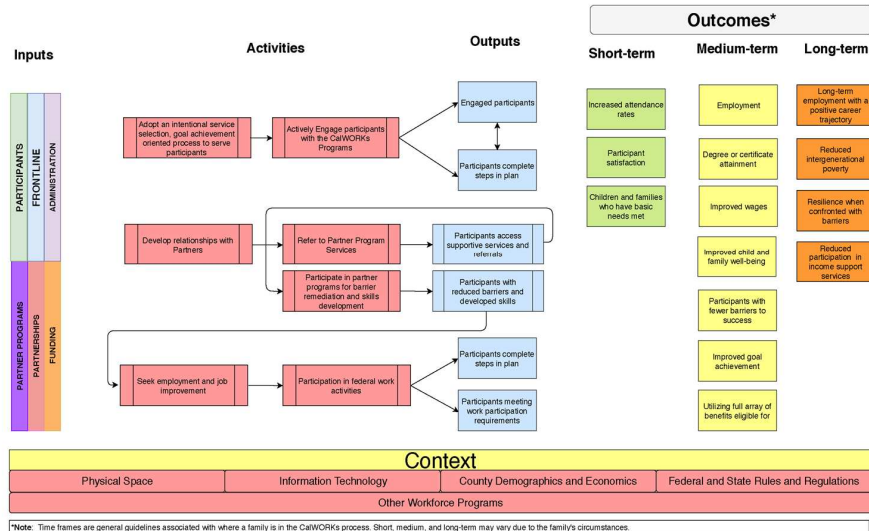 Outcomes*
Inputs
Activities
Outputs
Short-term
Medium-term
Long-term
PARTICIPANTS
FRONTLINE
ADMINISTRATION
PARTNER PROGRAMS
PARTNERSHIPS
FUNDING
Adopt an intentional service
selection, goal achievement
oriented process to serve
participants
Actively Engage participants
with the CalWORKs
Programs
Engaged participants
Participants complete
steps in plan
Develop relationships with
Partners
Refer to Partner Program
Services
Participants access
supportive services and
referrals
Participate in partner
programs for barrier
remediation and skills
development
Participants with
reduced barriers and
developed skills
Seek employment and job
improvement
Participation in federal work
activities
Participants complete
steps in plan
Participants meeting
work participation
requirements
Increased attendance
rates
Participant
satisfaction
Children and families
who have basic
needs met
Employment
Degree or certificate
attainment
Improved wages
Improved child and
family well-being
Participants with
fewer barriers to
success
Improved goal
achievement
Utilizing full array of
benefits eligible for
Long-term
employment with a
positive career
trajectory
Reduced
intergenerational
poverty
Resilience when
confronted with
barriers
Reduced
participation in
income support
services
Context
Physical Space
Information Technology
County Demographics and Economics
Federal and State Rules and Regulations
Other Workforce Programs
*Note: Time frames are general guidelines associated with where a family is in the CalWORKs process. Short, medium, and long-term may vary due to the family's circumstances.